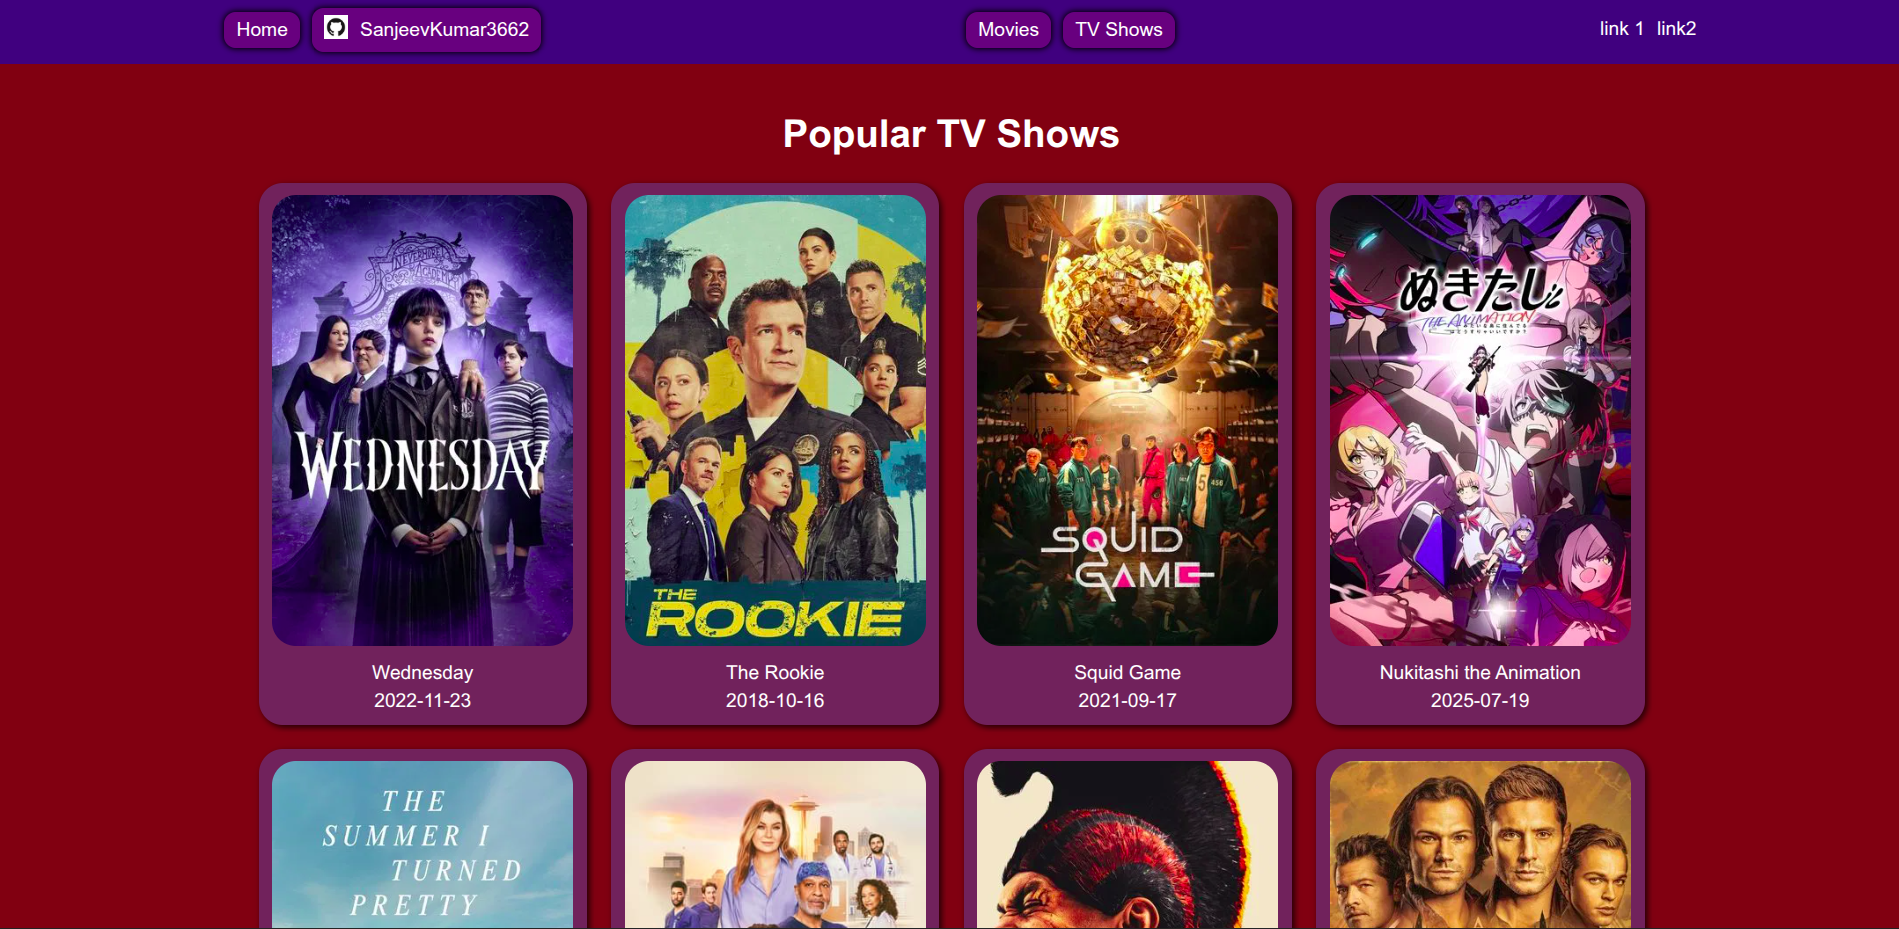 Home
SanjeevKumar3662
Movies
TV Shows
link 1
link2
Popular TV Shows
NEVERMORE
ACADEMY
WEDNESDAY
THE
ROOKIE
456
SQUID
GAME
ぬきたし
THE ANIMATION
Wednesday
2022-11-23
The Rookie
2018-10-16
Squid Game
2021-09-17
Nukitashi the Animation
2025-07-19
THE
SUMMER I
TURNED
PRETTY